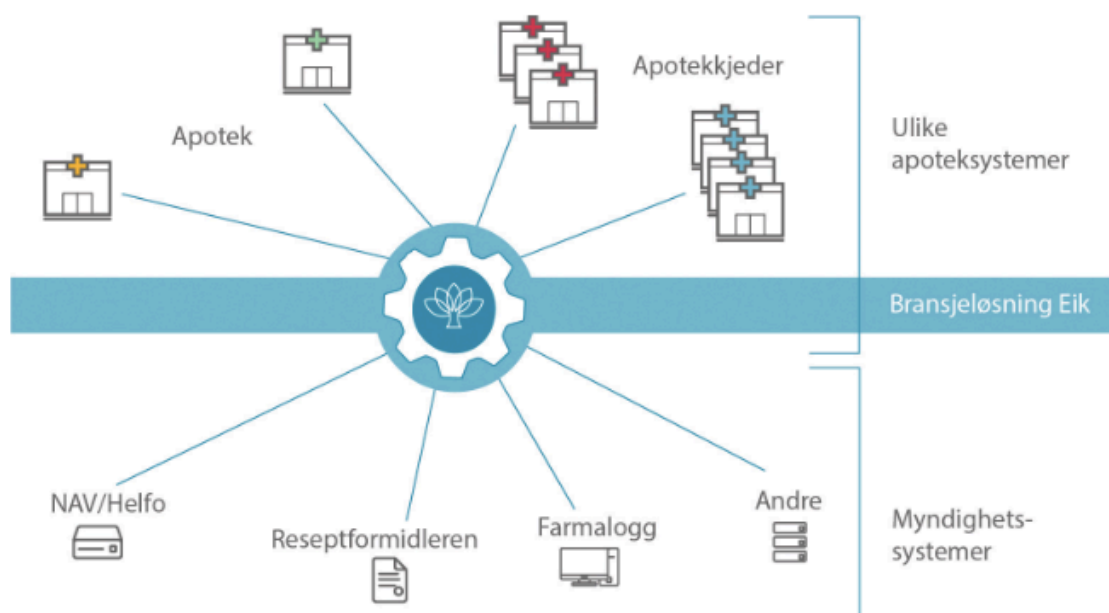 Apotekkjeder
Apotek
Ulike
apoteksystemer
Bransjeløsning Eik
NAV/Helfo
Reseptformidleren
Farmalogg
Andre
Myndighets-
systemer